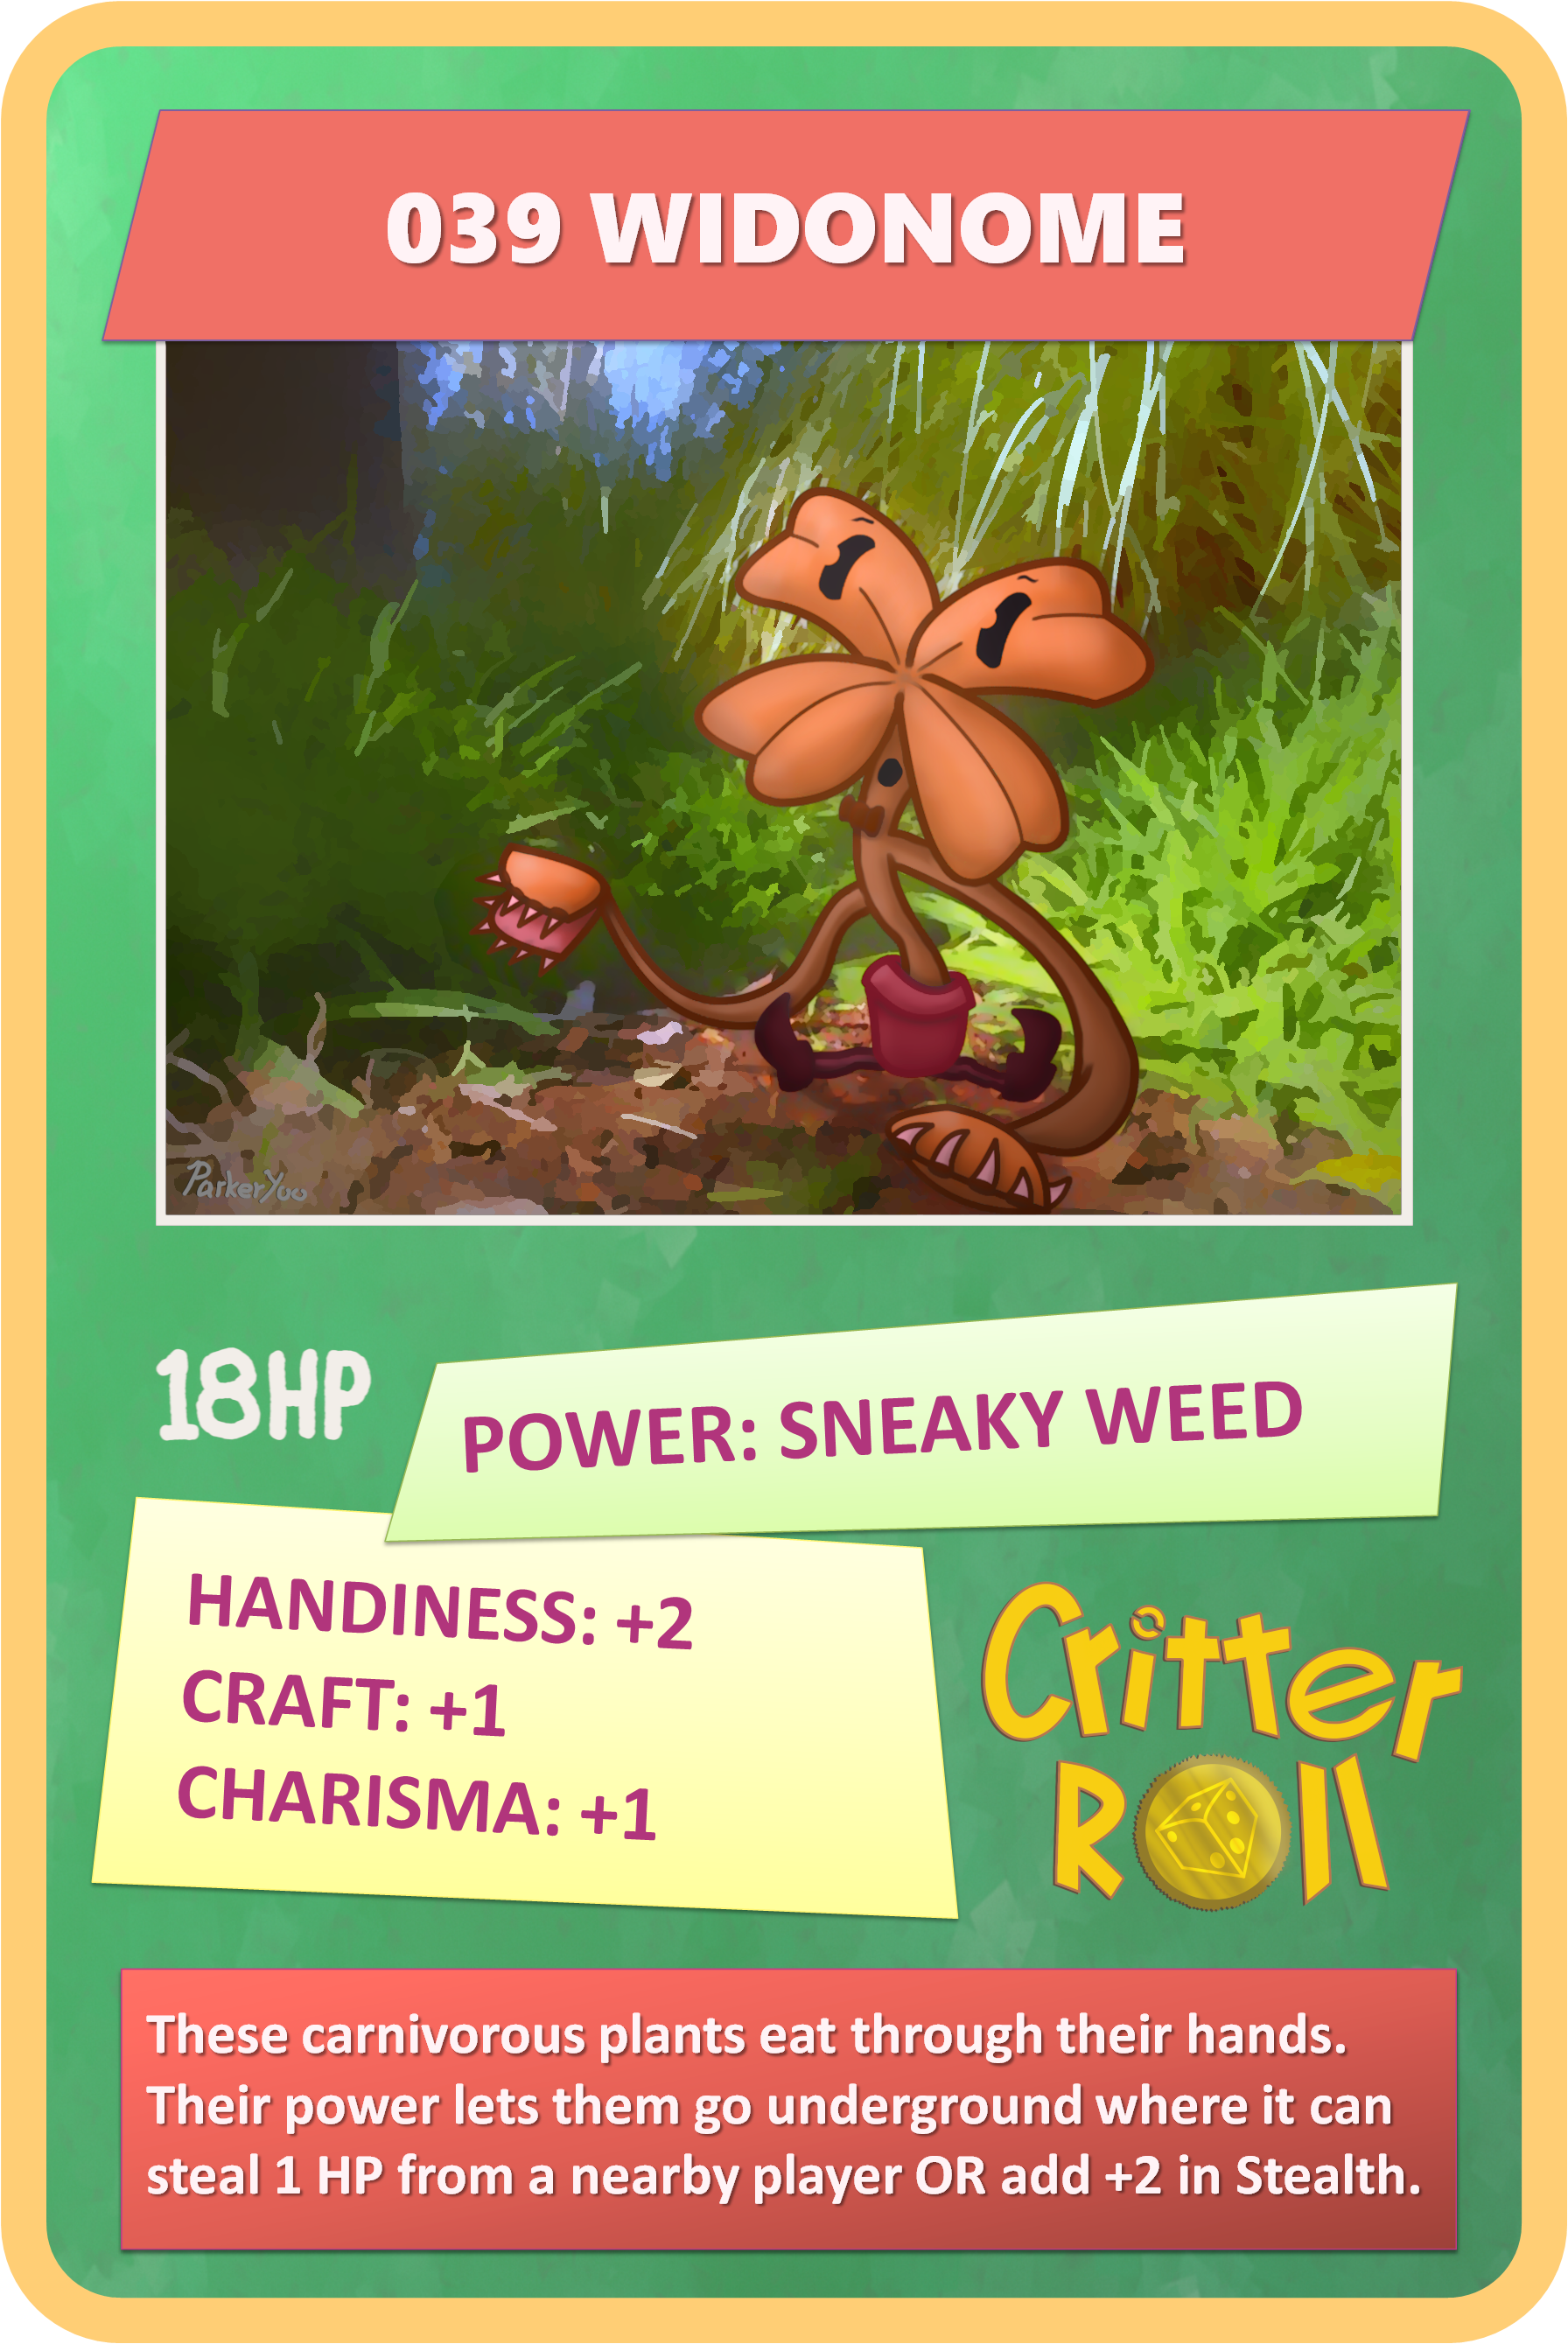 039 WIDONOME
ParkerYoo
18HP
POWER: SNEAKY WEED
HANDINESS: +2
CRAFT: +1
CHARISMA: +1
Critter
Roll
These carnivorous plants eat through their hands.
Their power lets them go underground where it can
steal 1 HP from a nearby player OR add +2 in Stealth.